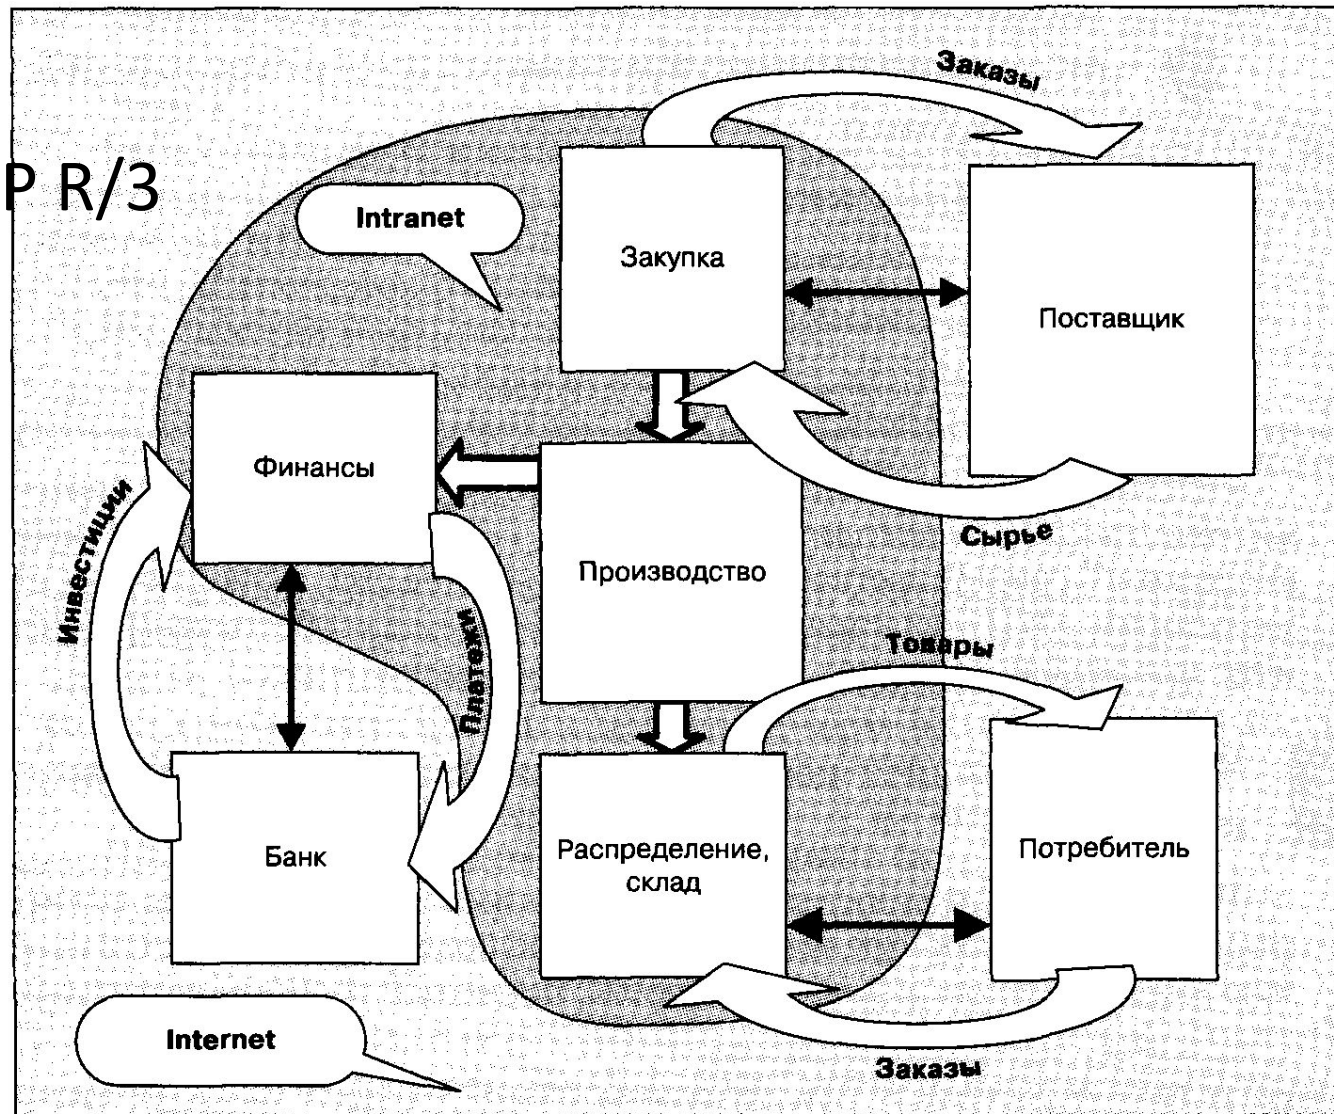 Заказы
P R/3
Intranet
Закупка
Поставщик
Финансы
Инвестиции
Сырье
Производство
Платежи
Товары
Банк
Распределение,
склад
Потребитель
Internet
Заказы